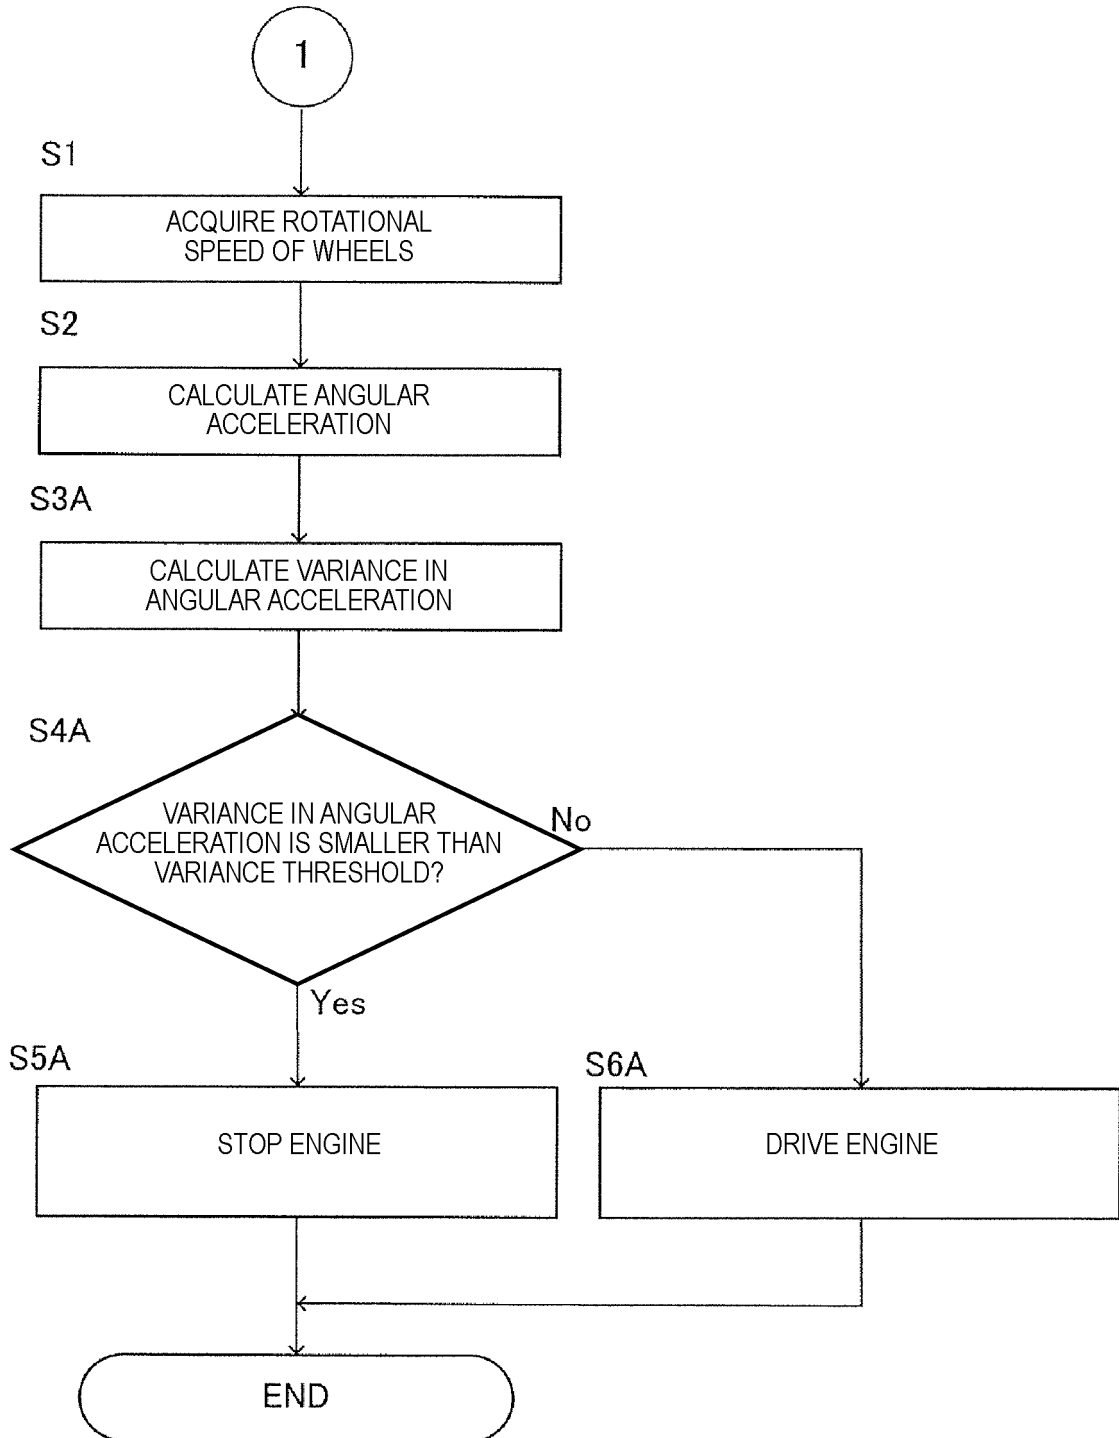 1
S1
ACQUIRE ROTATIONAL
SPEED OF WHEELS
S2
CALCULATE ANGULAR
ACCELERATION
S3A
CALCULATE VARIANCE IN
ANGULAR ACCELERATION
S4A
VARIANCE IN ANGULAR
ACCELERATION IS SMALLER THAN
VARIANCE THRESHOLD?
No
Yes
S5A
STOP ENGINE
S6A
DRIVE ENGINE
END